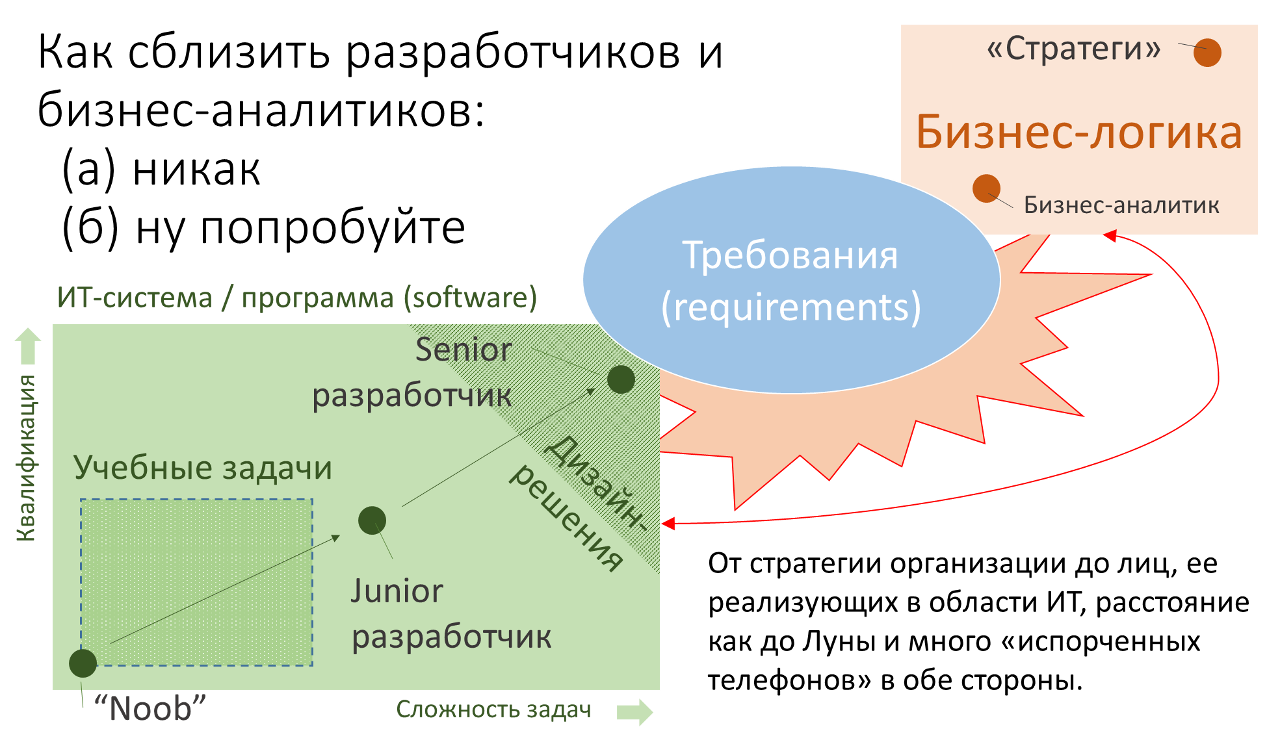 Как сблизить разработчиков и
бизнес-аналитиков:
(а) никак
(б) ну попробуйте
«Стратеги»
Бизнес-логика
Бизнес-аналитик
Требования
(requirements)
ИТ-система / программа (software)
Квалификация
Senior
разработчик
Дизайн-
решения
Учебные задачи
Junior
разработчик
“Noob”
Сложность задач
От стратегии организации до лиц, ее
реализующих в области ИТ, расстояние
как до Луны и много «испорченных
телефонов» в обе стороны.